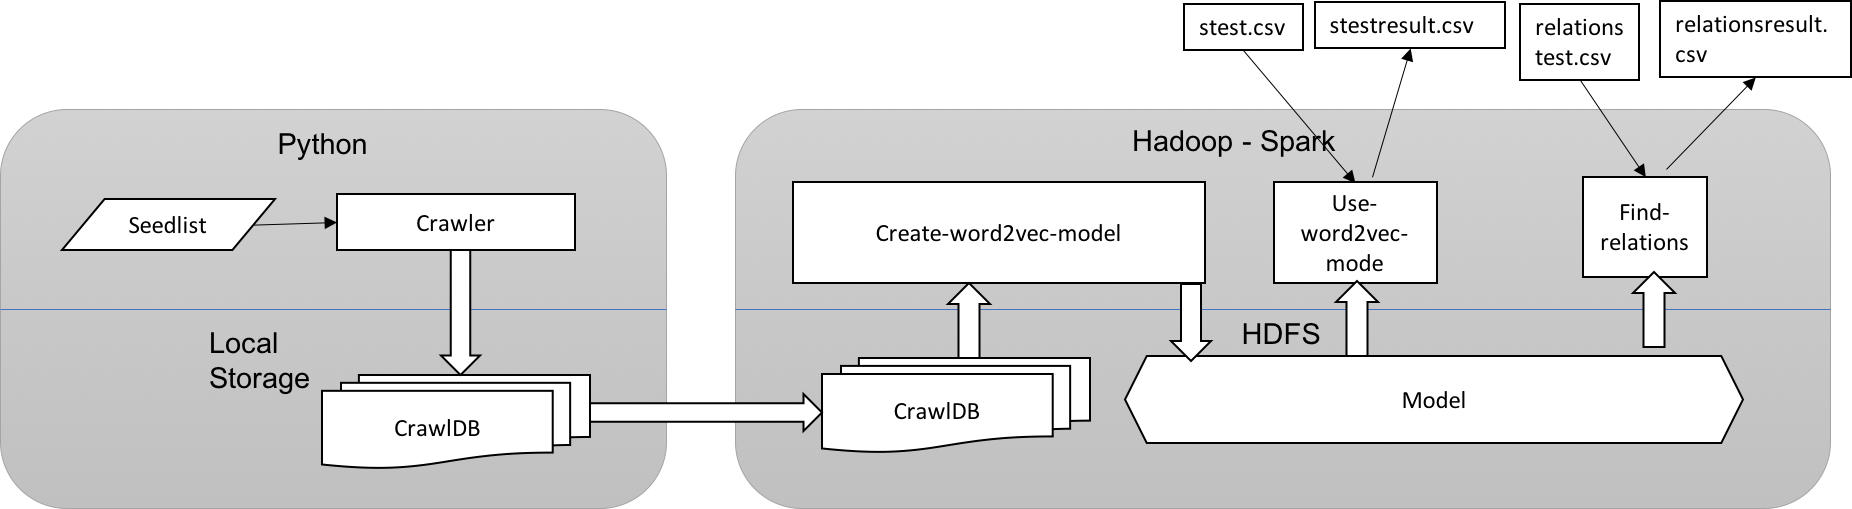 stest.csv
stestresult.csv
relations
test.csv
relationsresult.
csv
Python
Hadoop - Spark
Seedlist
Crawler
Create-word2vec-model
Use-
word2vec-
mode
Find-
relations
Local
Storage
HDFS
CrawlDB
CrawlDB
Model